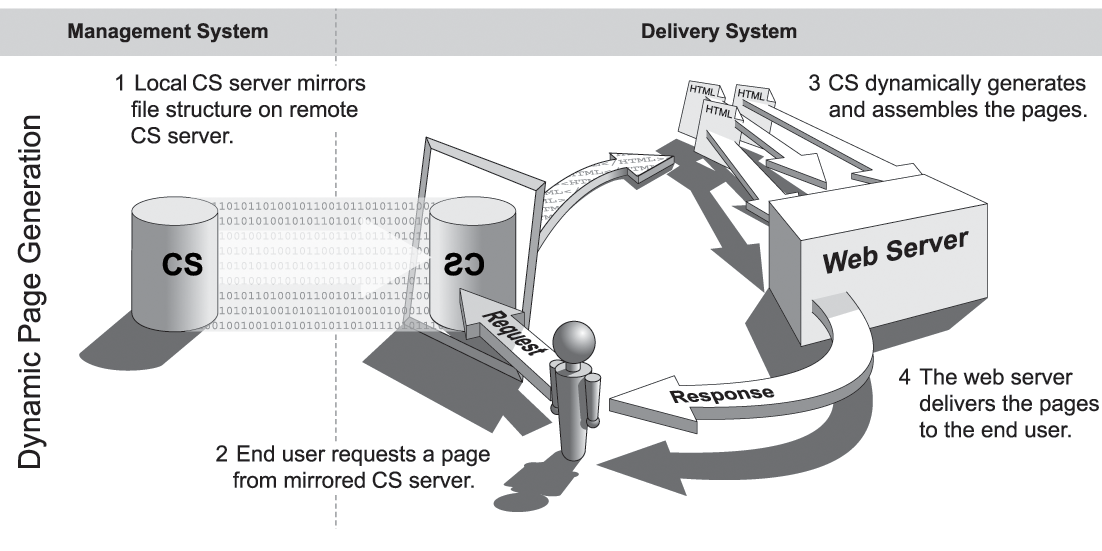 Management System
Delivery System
Dynamic Page Generation
1 Local CS server mirrors
file structure on remote
CS server.
3 CS dynamically generates
and assembles the pages.
HTML
HTML
HTML
CS
CS
Web Server
Request
Response
4 The web server
delivers the pages
to the end user.
2 End user requests a page
from mirrored CS server.